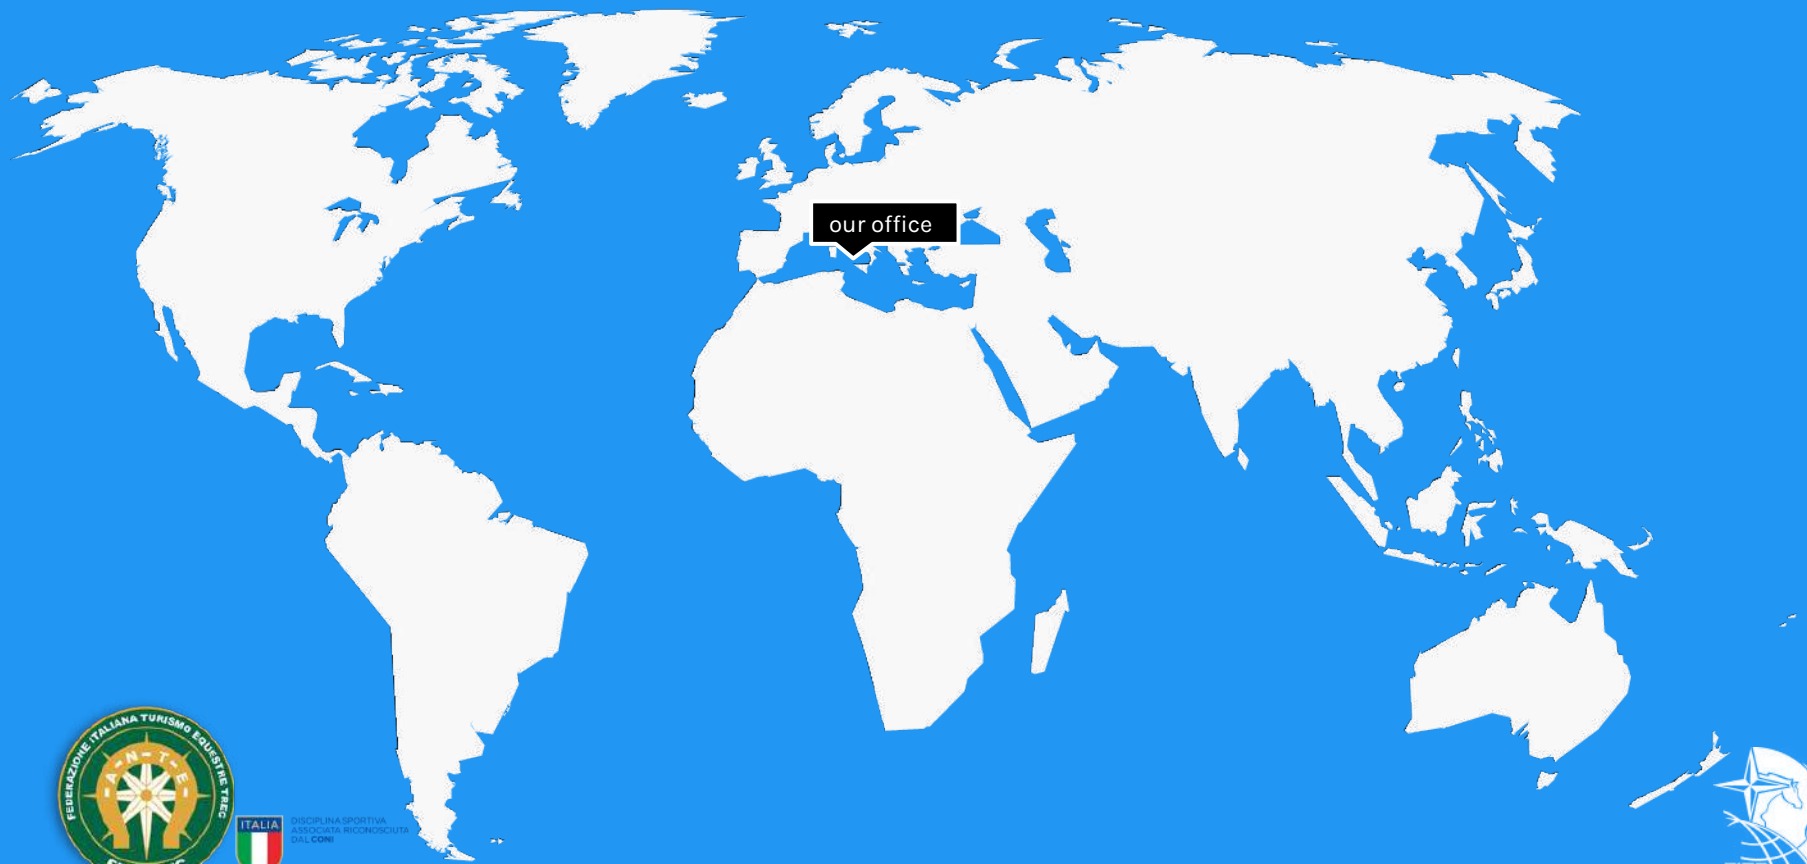 our office
FEDERAZIONE ITALIANA TURISMO EQUESTRE TREC
A-N-T-E
ITALIA
DISCIPLINA SPORTIVA
ASSOCIATA RICONOSCIUTA
DAL CONI